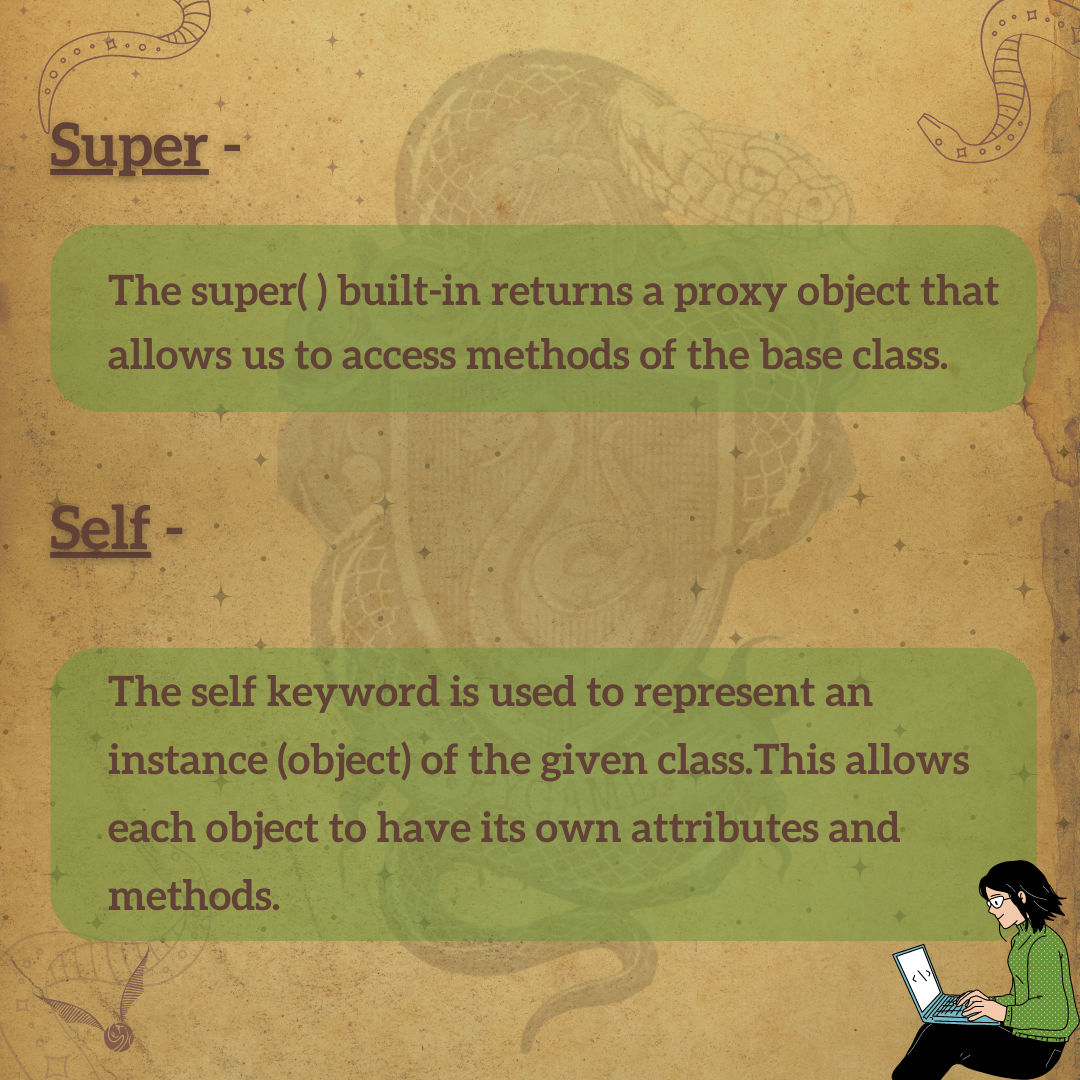 Super -
The super( ) built-in returns a proxy object that
allows us to access methods of the base class.
Self -
The self keyword is used to represent an
instance (object) of the given class.This allows
each object to have its own attributes and
methods.